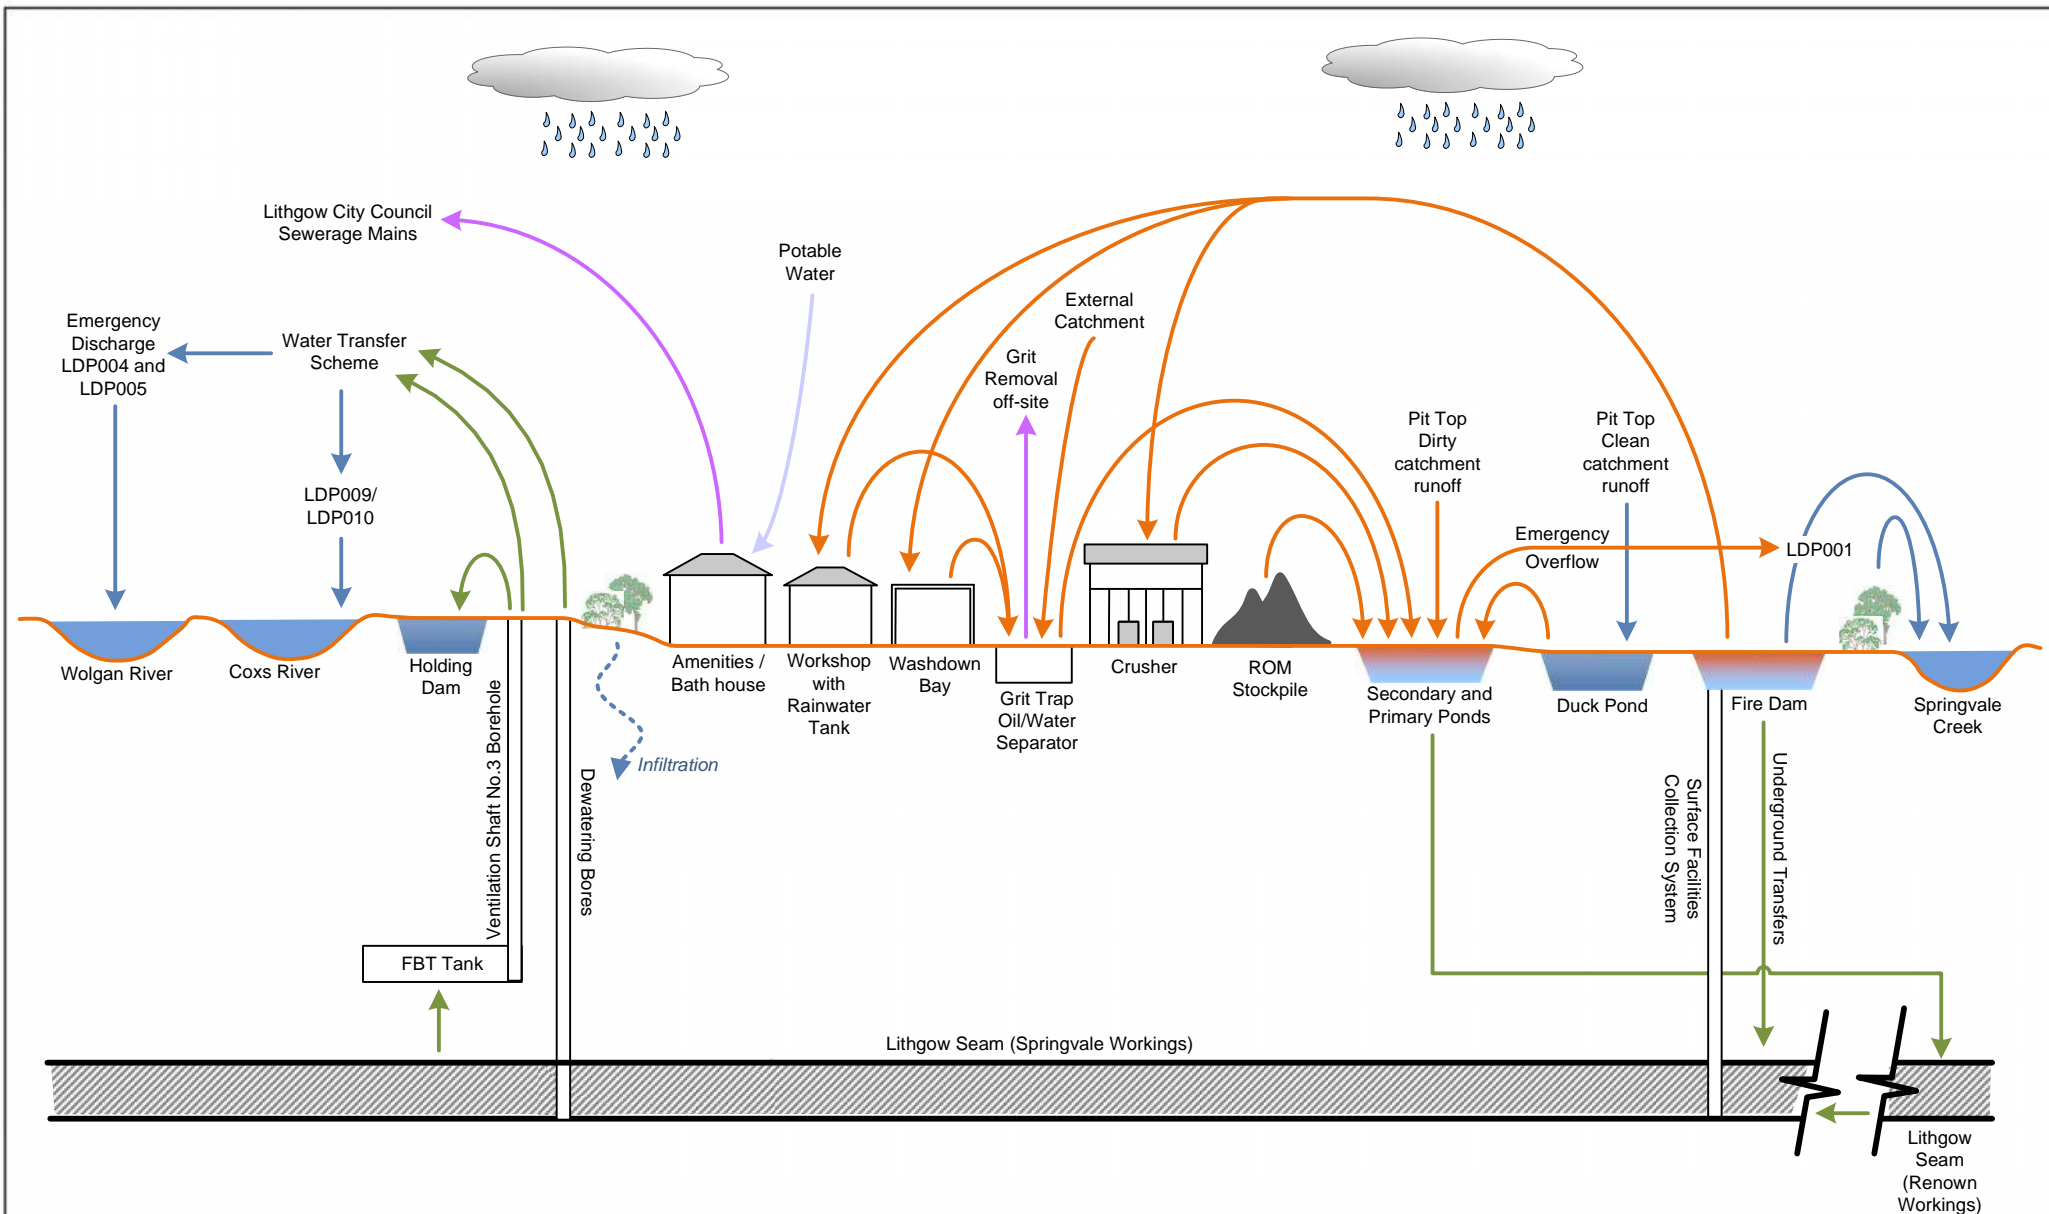 Lithgow City Council
Sewerage Mains
Potable
Water
External
Catchment
Emergency
Discharge
LDP004 and
LDP005
Water Transfer
Scheme
Grit
Removal
off-site
LDP009/
LDP010
Pit Top
Dirty
catchment
runoff
Pit Top
Clean
catchment
runoff
Emergency
Overflow
LDP001
Wolgan River
Coxs River
Holding
Dam
Amenities /
Bath house
Workshop
with
Rainwater
Tank
Washdown
Bay
Grit Trap
Oil/Water
Separator
Crusher
ROM
Stockpile
Secondary and
Primary Ponds
Duck Pond
Fire Dam
Springvale
Creek
Infiltration
Ventilation Shaft No.3 Borehole
Dewatering Bores
Surface Facilities
Collection System
Underground Transfers
FBT Tank
Lithgow Seam (Springvale Workings)
Lithgow
Seam
(Renown
Workings)